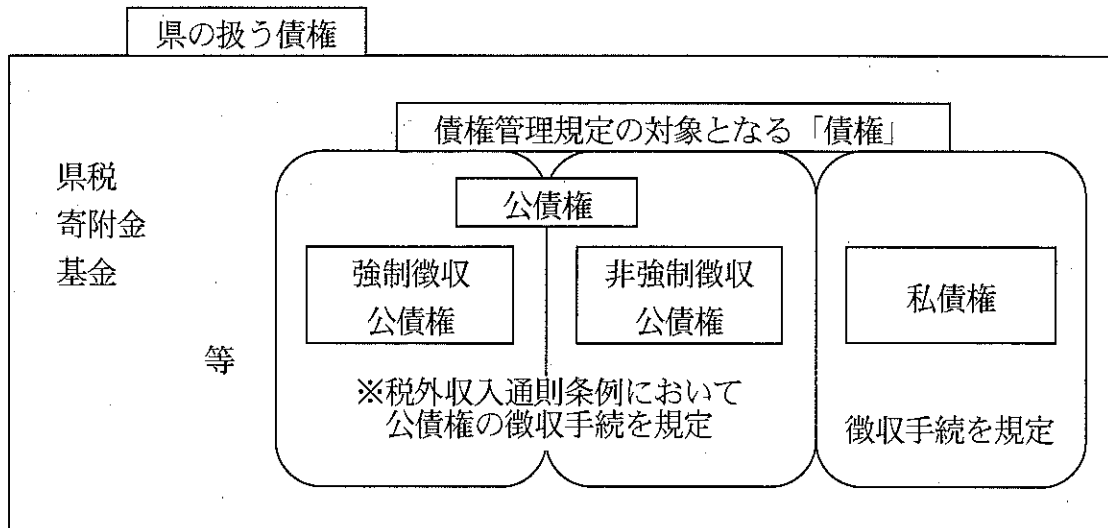 県の扱う債権
債権管理規定の対象となる「債権」
県税
寄附金
基金
等
公債権
強制徴収
公債権
非強制徴収
公債権
私債権
※税外収入通則条例において
公債権の徴収手続を規定
徴収手続を規定